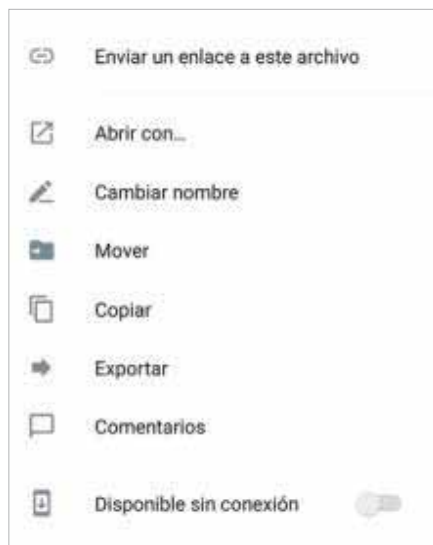 Enviar un enlace a este archivo
Abrir con...
Cambiar nombre
Mover
Copiar
Exportar
Comentarios
Disponible sin conexión